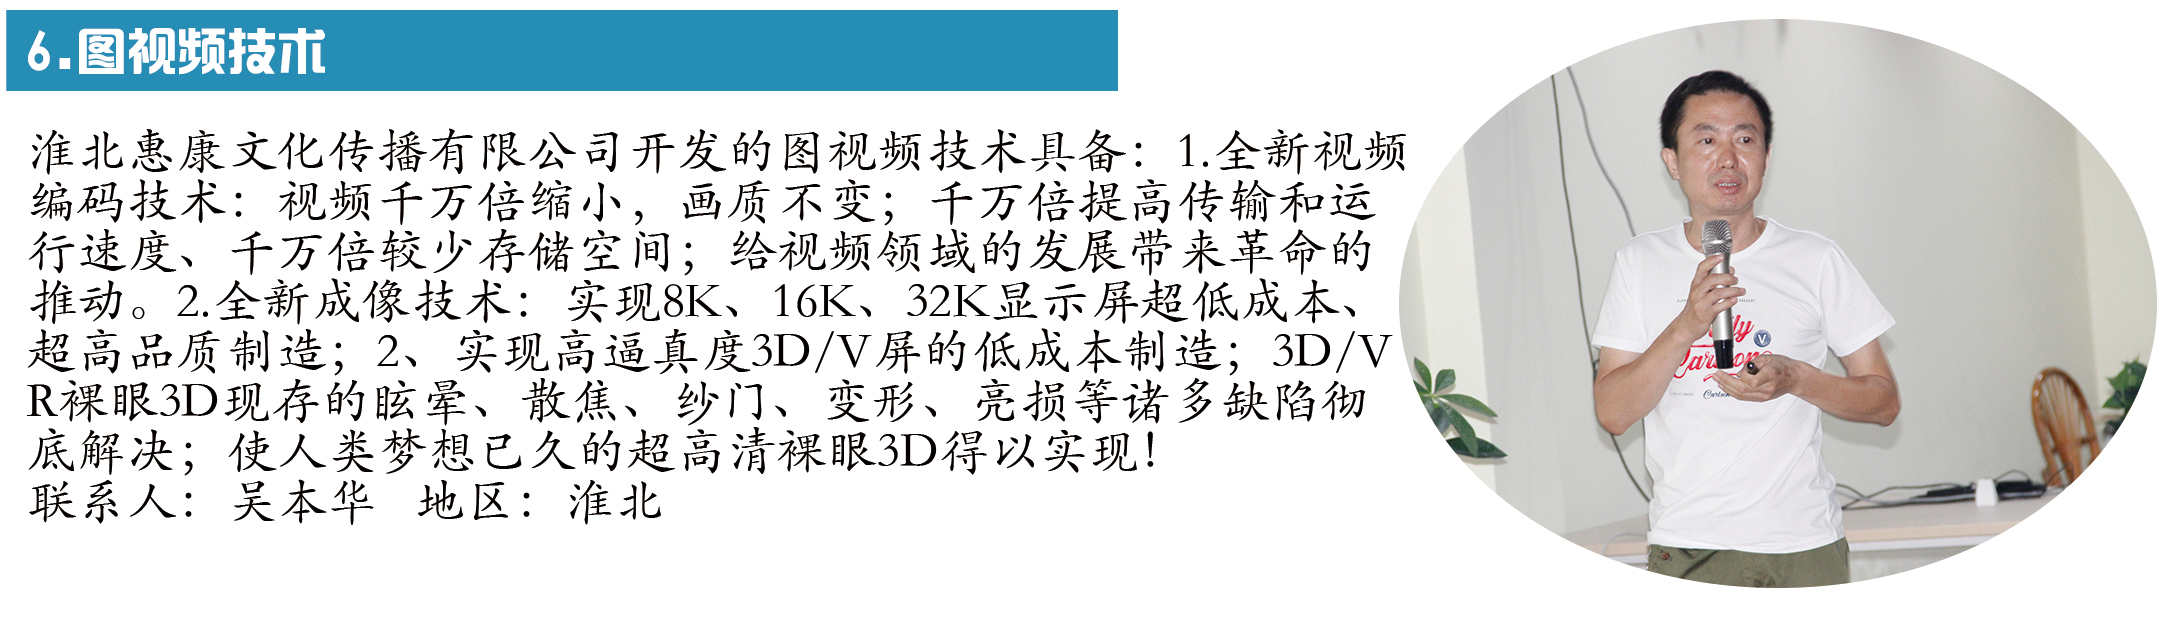 6.图视频技术
淮北惠康文化传播有限公司开发的图视频技术具备：1.全新视频
编码技术：视频千万倍缩小，画质不变；千万倍提高传输和运
行速度、千万倍较少存储空间；给视频领域的发展带来革命的
推动。2.全新成像技术：实现8K、16K、32K显示屏超低成本、
超高品质制造；2、实现高逼真度3D/V屏的低成本制造；3D/V
R裸眼3D现存的眩晕、散焦、纱门、变形、亮损等诸多缺陷彻
底解决；使人类梦想已久的超高清裸眼3D得以实现！
联系人：吴本华 地区：淮北